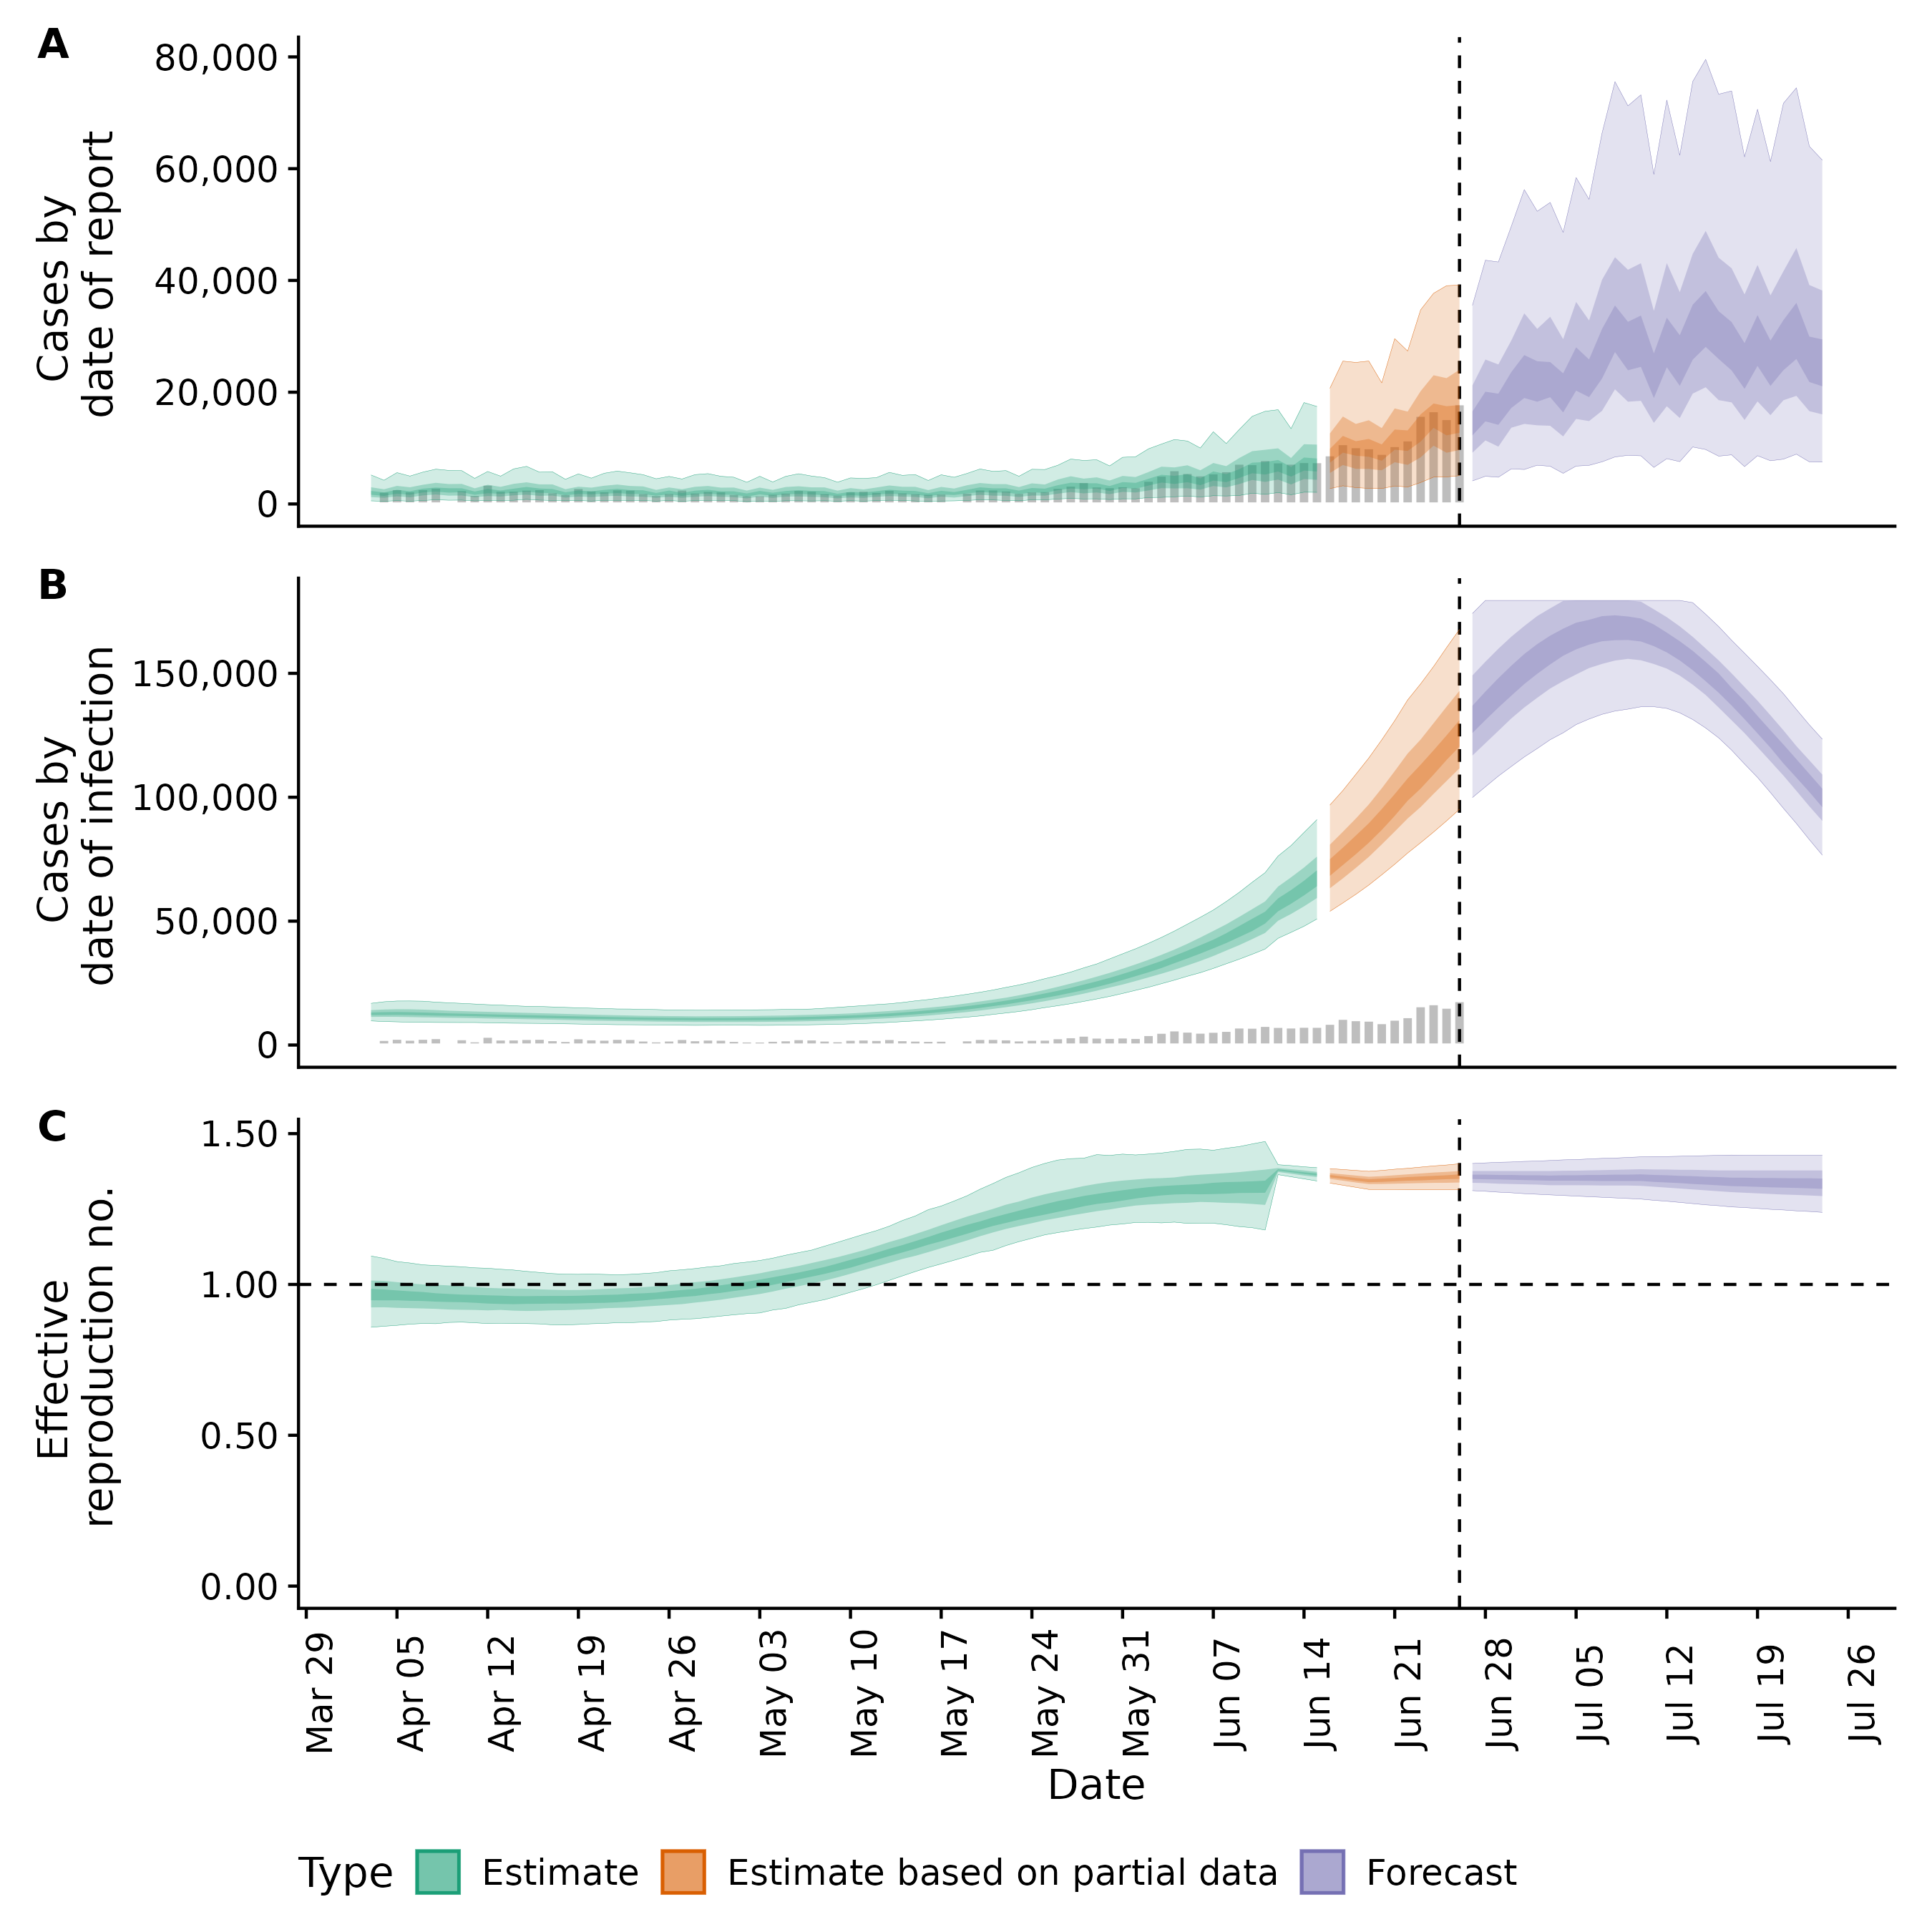 A
Cases by
date of report
80,000
60,000
40,000
20,000
0
B
Cases by
date of infection
150,000
100,000
50,000
0
C
Effective
reproduction no.
1.50
1.00
0.50
0.00
Mar 29
Apr 05
Apr 12
Apr 19
Apr 26
May 03
May 10
May 17
May 24
May 31
Jun 07
Jun 14
Jun 21
Jun 28
Jul 05
Jul 12
Jul 19
Jul 26
Date
Type Estimate Estimate based on partial data Forecast